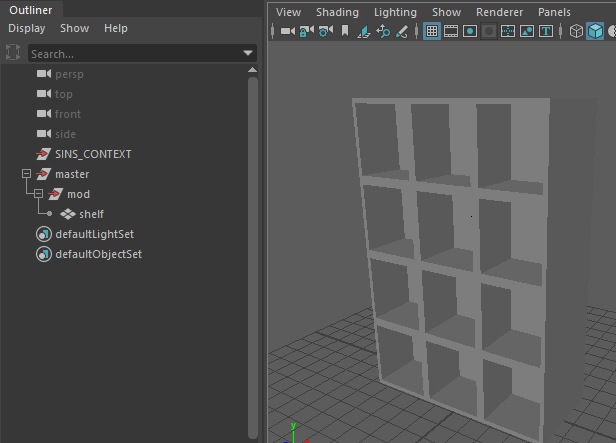 Outliner
Display Show Help
Search...
persp
top
front
side
SINS_CONTEXT
master
mod
shelf
defaultLightSet
defaultObjectSet
View Shading Lighting Show Renderer Panels
T
y